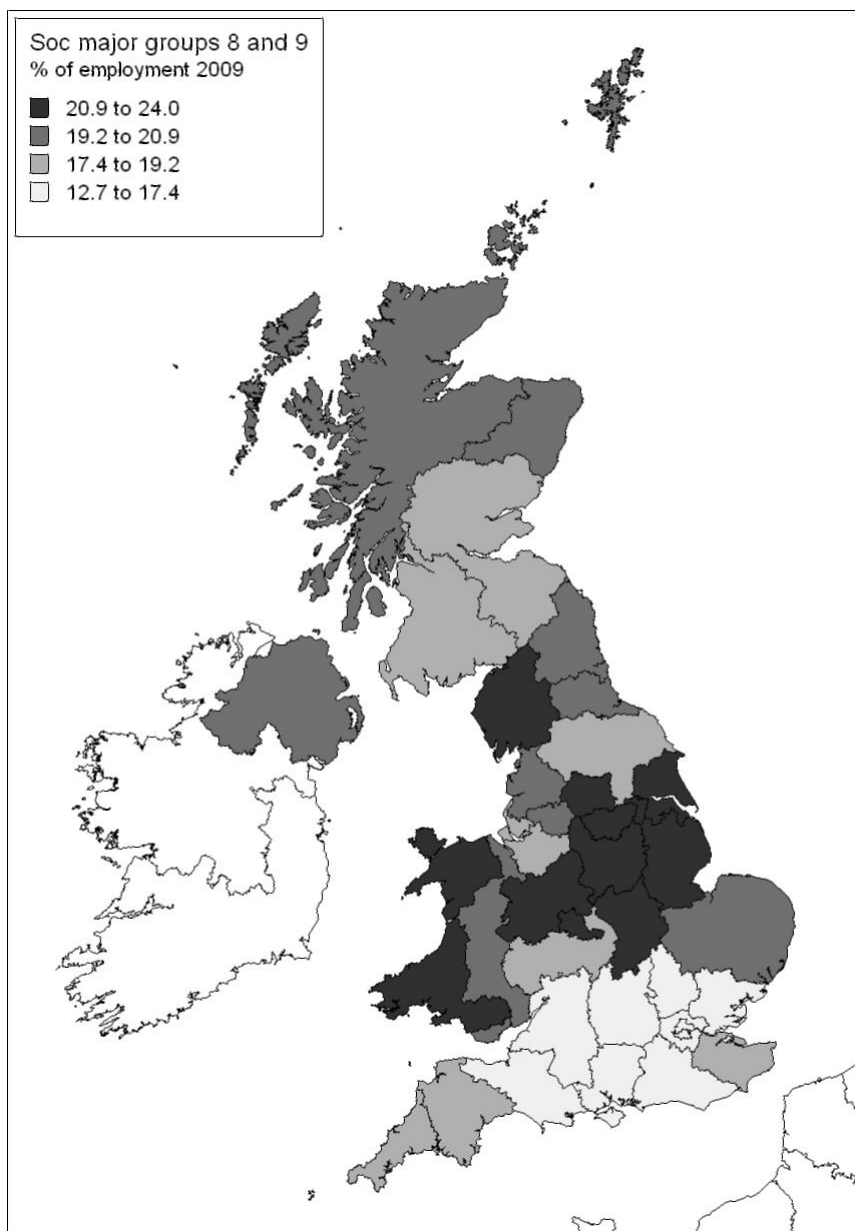 Soc major groups 8 and 9
% of employment 2009
20.9 to 24.0
19.2 to 20.9
17.4 to 19.2
12.7 to 17.4